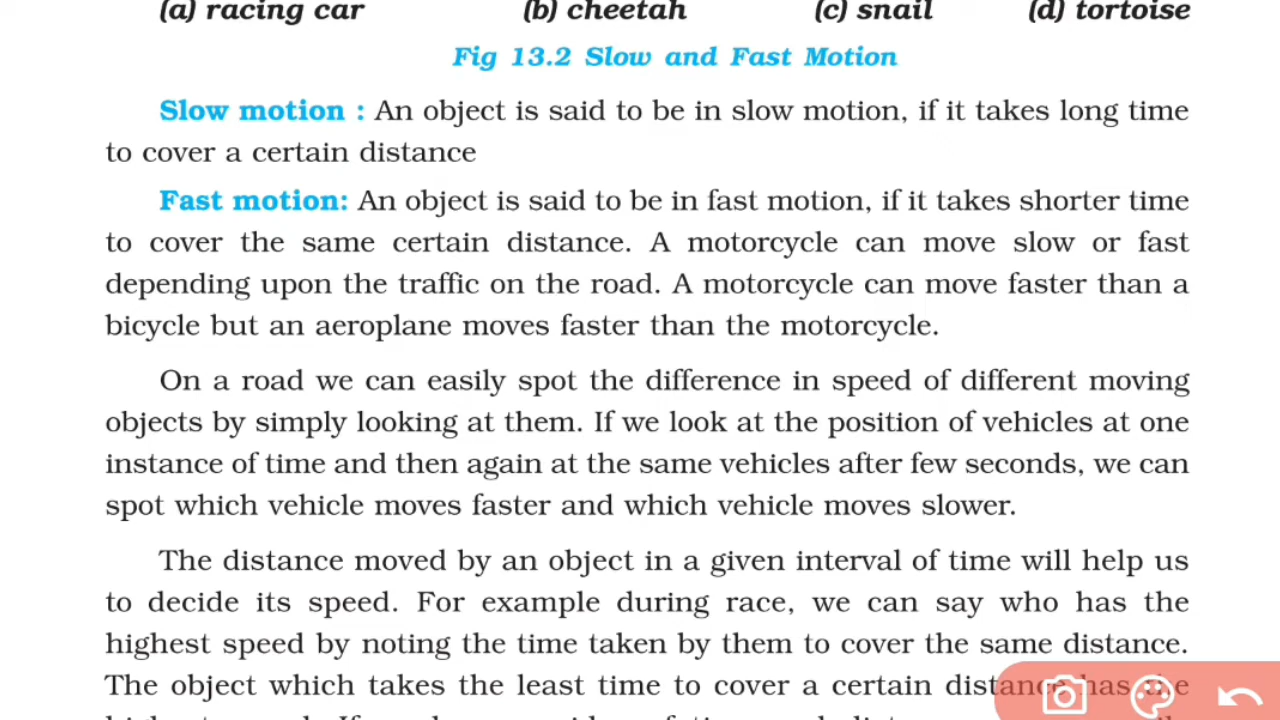 (a) racing car (b) cheetah (c) snail (d) tortoise
Fig 13.2 Slow and Fast Motion
Slow motion : An object is said to be in slow motion, if it takes long time
to cover a certain distance
Fast motion: An object is said to be in fast motion, if it takes shorter time
to cover the same certain distance. A motorcycle can move slow or fast
depending upon the traffic on the road. A motorcycle can move faster than a
bicycle but an aeroplane moves faster than the motorcycle.
On a road we can easily spot the difference in speed of different moving
objects by simply looking at them. If we look at the position of vehicles at one
instance of time and then again at the same vehicles after few seconds, we can
spot which vehicle moves faster and which vehicle moves slower.
The distance moved by an object in a given interval of time will help us
to decide its speed. For example during race, we can say who has the
highest speed by noting the time taken by them to cover the same distance.
The object which takes the least time to cover a certain distance has the